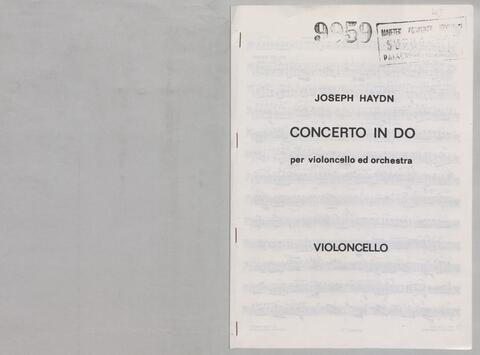 9959
JOSEPH HAYDN
CONCERTO IN DO
per violoncello ed orchestra
VIOLONCELLO